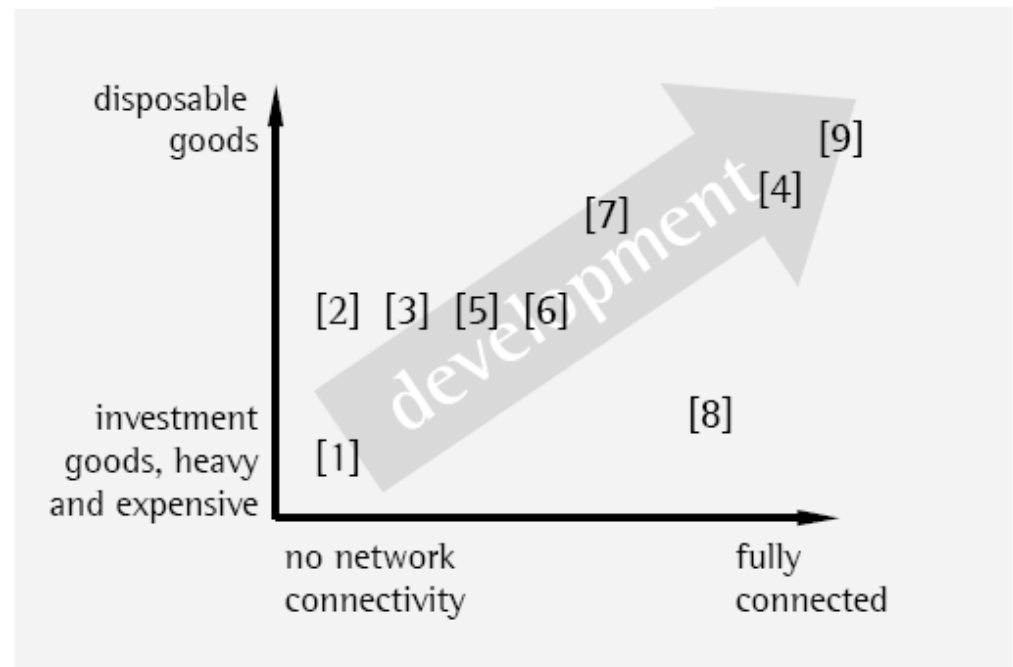 disposable
goods
[9]
[4]
[7]
development
[2] [3] [5] [6]
[8]
investment
goods, heavy
and expensive
[1]
no network
connectivity
fully
connected